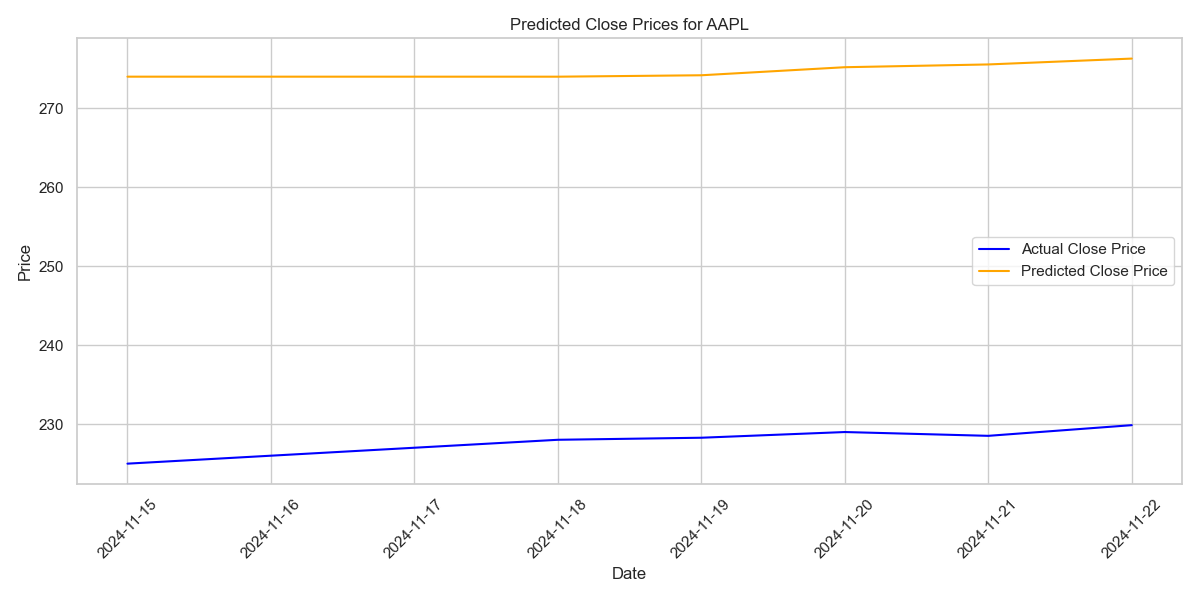 Predicted Close Prices for AAPL
270
260
250
240
230
Price
Actual Close Price
Predicted Close Price
2024-11-15
2024-11-16
2024-11-17
2024-11-18
2024-11-19
2024-11-20
2024-11-21
2024-11-22
Date